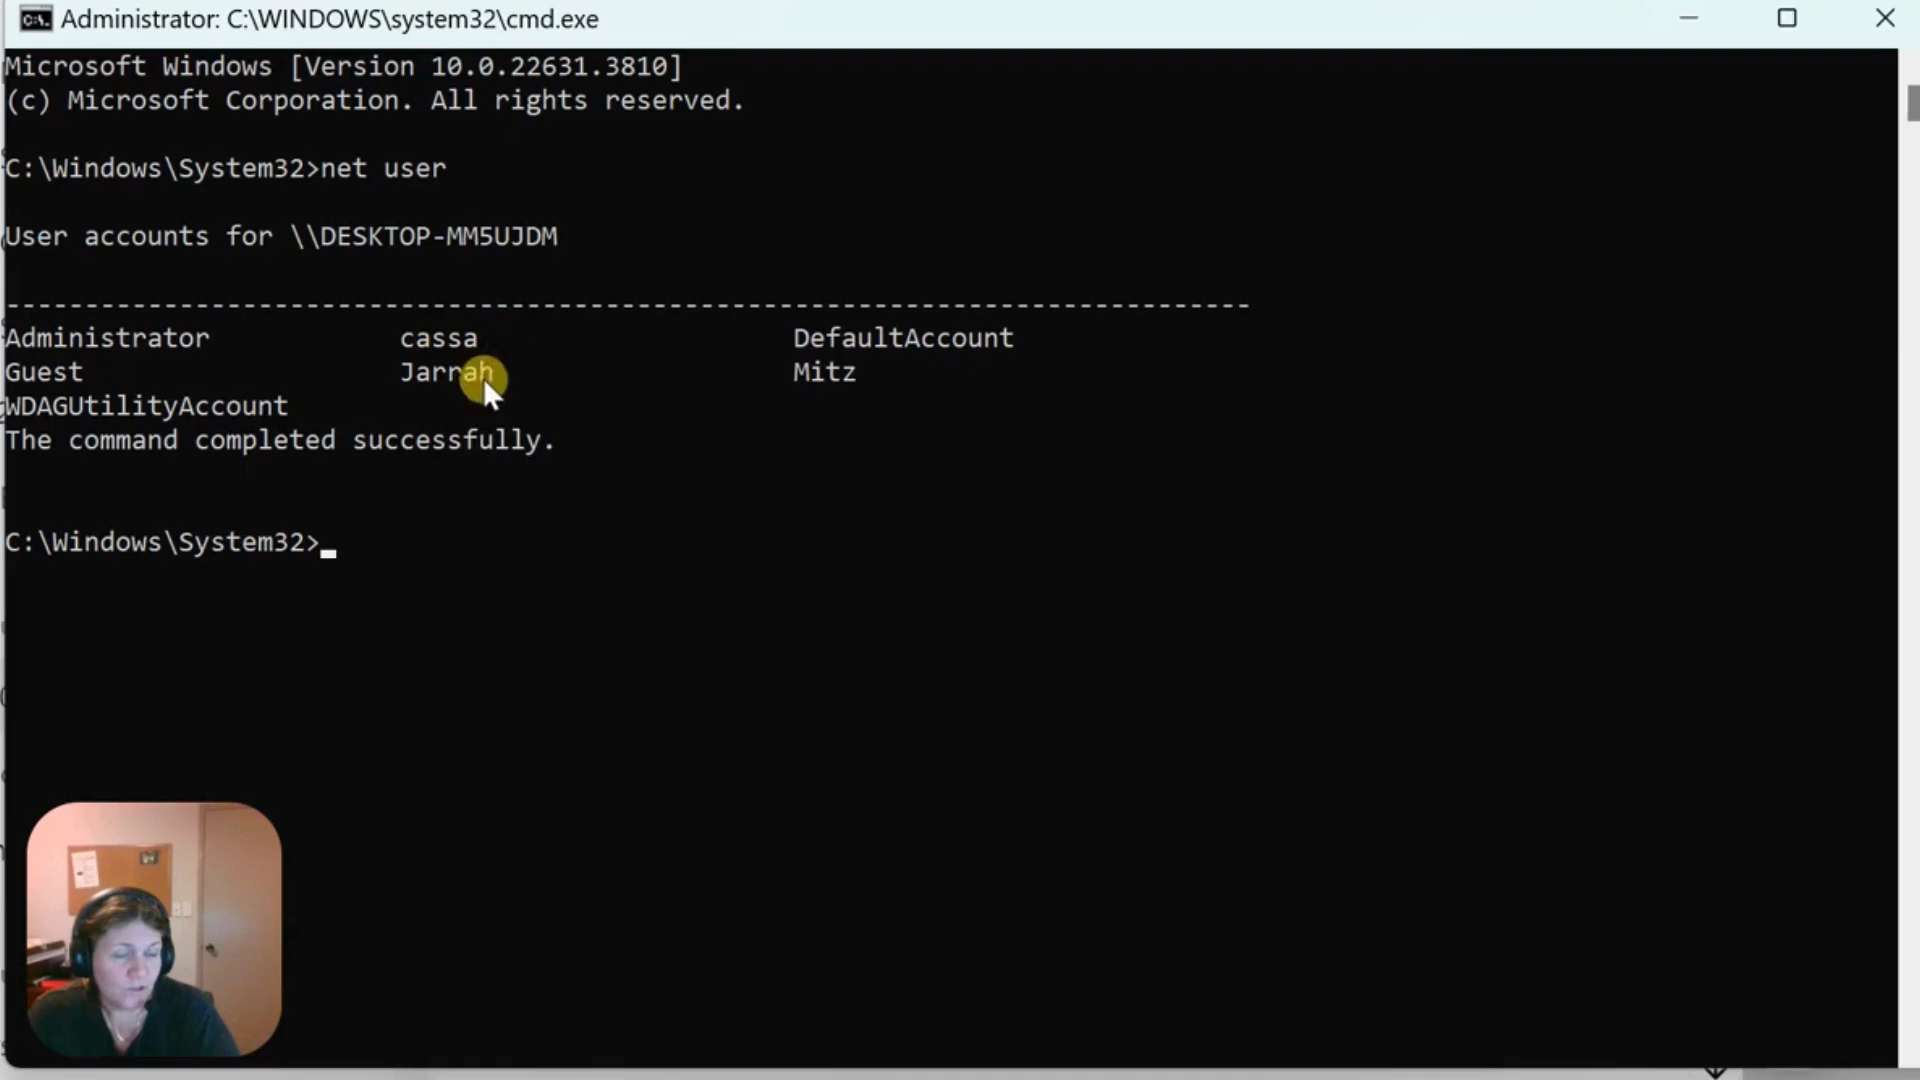 Administrator: C:\WINDOWS\system32\cmd.exe
Microsoft Windows [Version 10.0.22631.3810]
(c) Microsoft Corporation. All rights reserved.
C:\Windows\System32>net user
User accounts for \\DESKTOP-MM5UJDM
-------------------------------------------------------------------------------
Administrator            cassa                    DefaultAccount
Guest                    Jarrah                   Mitz
WDAGUtilityAccount
The command completed successfully.
C:\Windows\System32>